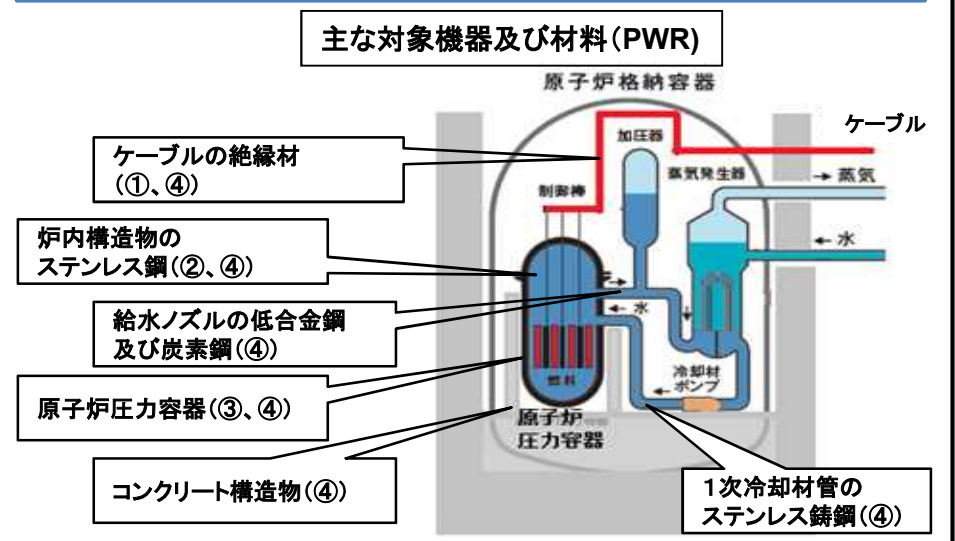 主な対象機器及び材料(PWR)
原子炉格納容器
ケーブル
加圧器
ケーブルの絶縁材
(①、④)
蒸気発生器
→ 蒸気
制御棒
炉内構造物の
ステンレス鋼(②、④)
← 水
給水ノズルの低合金鋼
及び炭素鋼(④)
← 水
冷却材
ポンプ
燃料
原子炉圧力容器(③、④)
原子炉
圧力容器
コンクリート構造物(④)
1次冷却材管の
ステンレス鋳鋼(④)